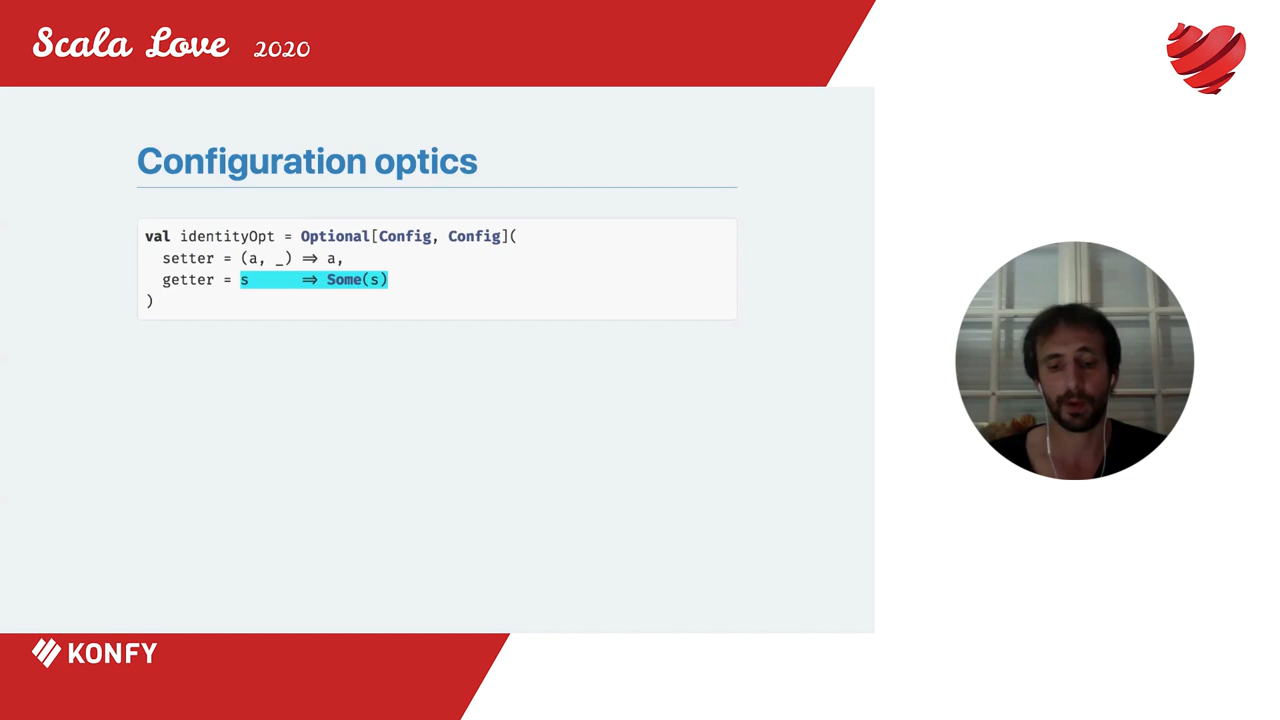 Scala Love 2020
Configuration optics
val identityOpt = Optional[Config, Config](
  setter = (a, _) ⇒ a,
  getter = s      ⇒ Some(s)
)
KONFY